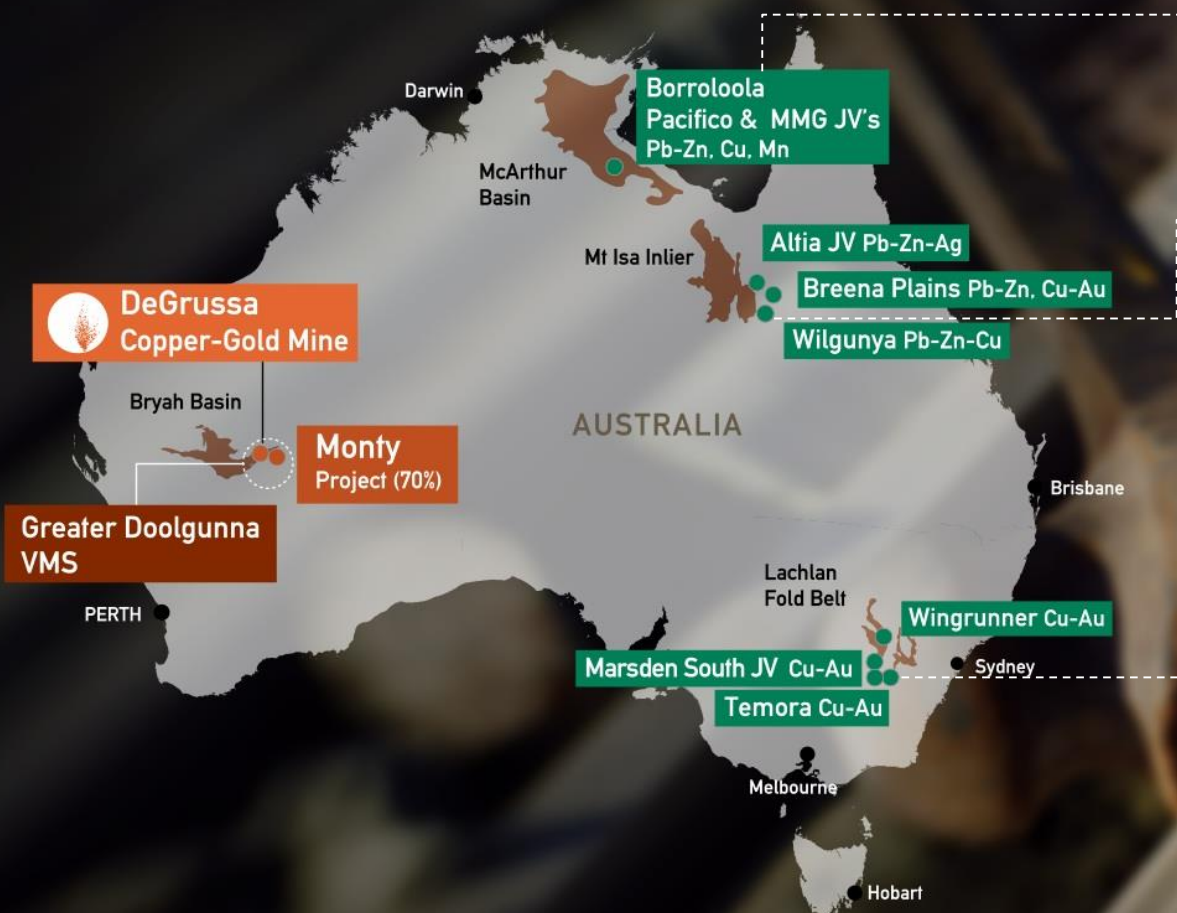 Darwin
Borroloola
Pacifico & MMG JV's
Pb-Zn, Cu, Mn
McArthur
Basin
Mt Isa Inlier
Altia JV Pb-Zn-Ag
Breena Plains Pb-Zn, Cu-Au
Wilgunya Pb-Zn-Cu
DeGrussa
Copper-Gold Mine
Bryah Basin
AUSTRALIA
Monty
Project (70%)
Brisbane
Greater Doolgunna
VMS
Lachlan
Fold Belt
PERTH
Wingrunner Cu-Au
Marsden South JV Cu-Au
Sydney
Temora Cu-Au
Melbourne
Hobart